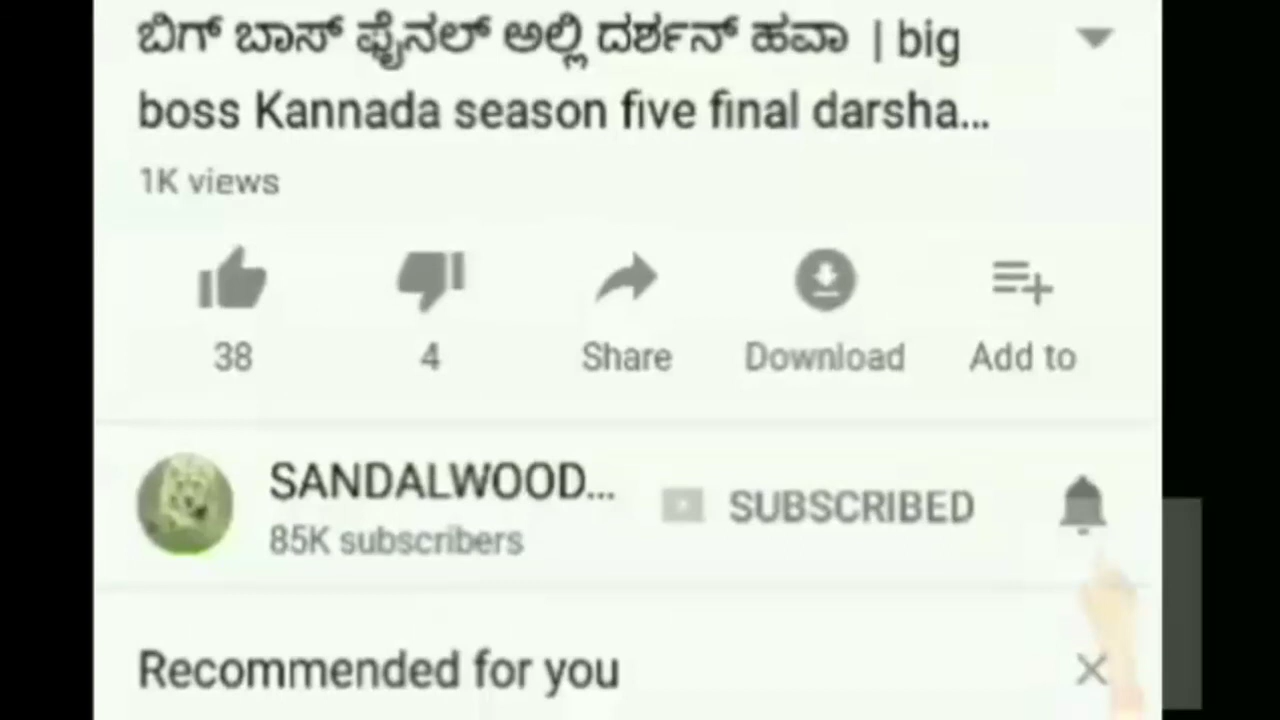 ಬಿಗ್ ಬಾಸ್ ಫೈನಲ್ ಅಲ್ಲಿ ದರ್ಶನ್ ಹವಾ | big
boss Kannada season five final darsha...
1K views
38 4 Share Download Add to
SANDALWOOD... SUBSCRIBED
85K subscribers
Recommended for you